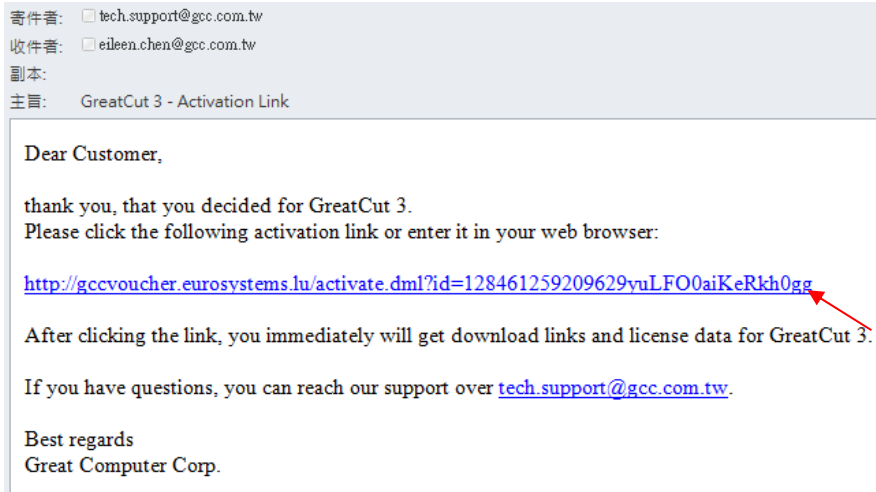 寄件者: tech.support@gcc.com.tw
收件者: eileen.chen@gcc.com.tw
副本:
主旨: GreatCut 3 - Activation Link
Dear Customer,
thank you, that you decided for GreatCut 3.
Please click the following activation link or enter it in your web browser:
http://gccvoucher.eurosystems.lu/activate.dml?id=128461259209629yuLFO0aiKeRkh0gg
After clicking the link, you immediately will get download links and license data for GreatCut 3.
If you have questions, you can reach our support over tech.support@gcc.com.tw.
Best regards
Great Computer Corp.